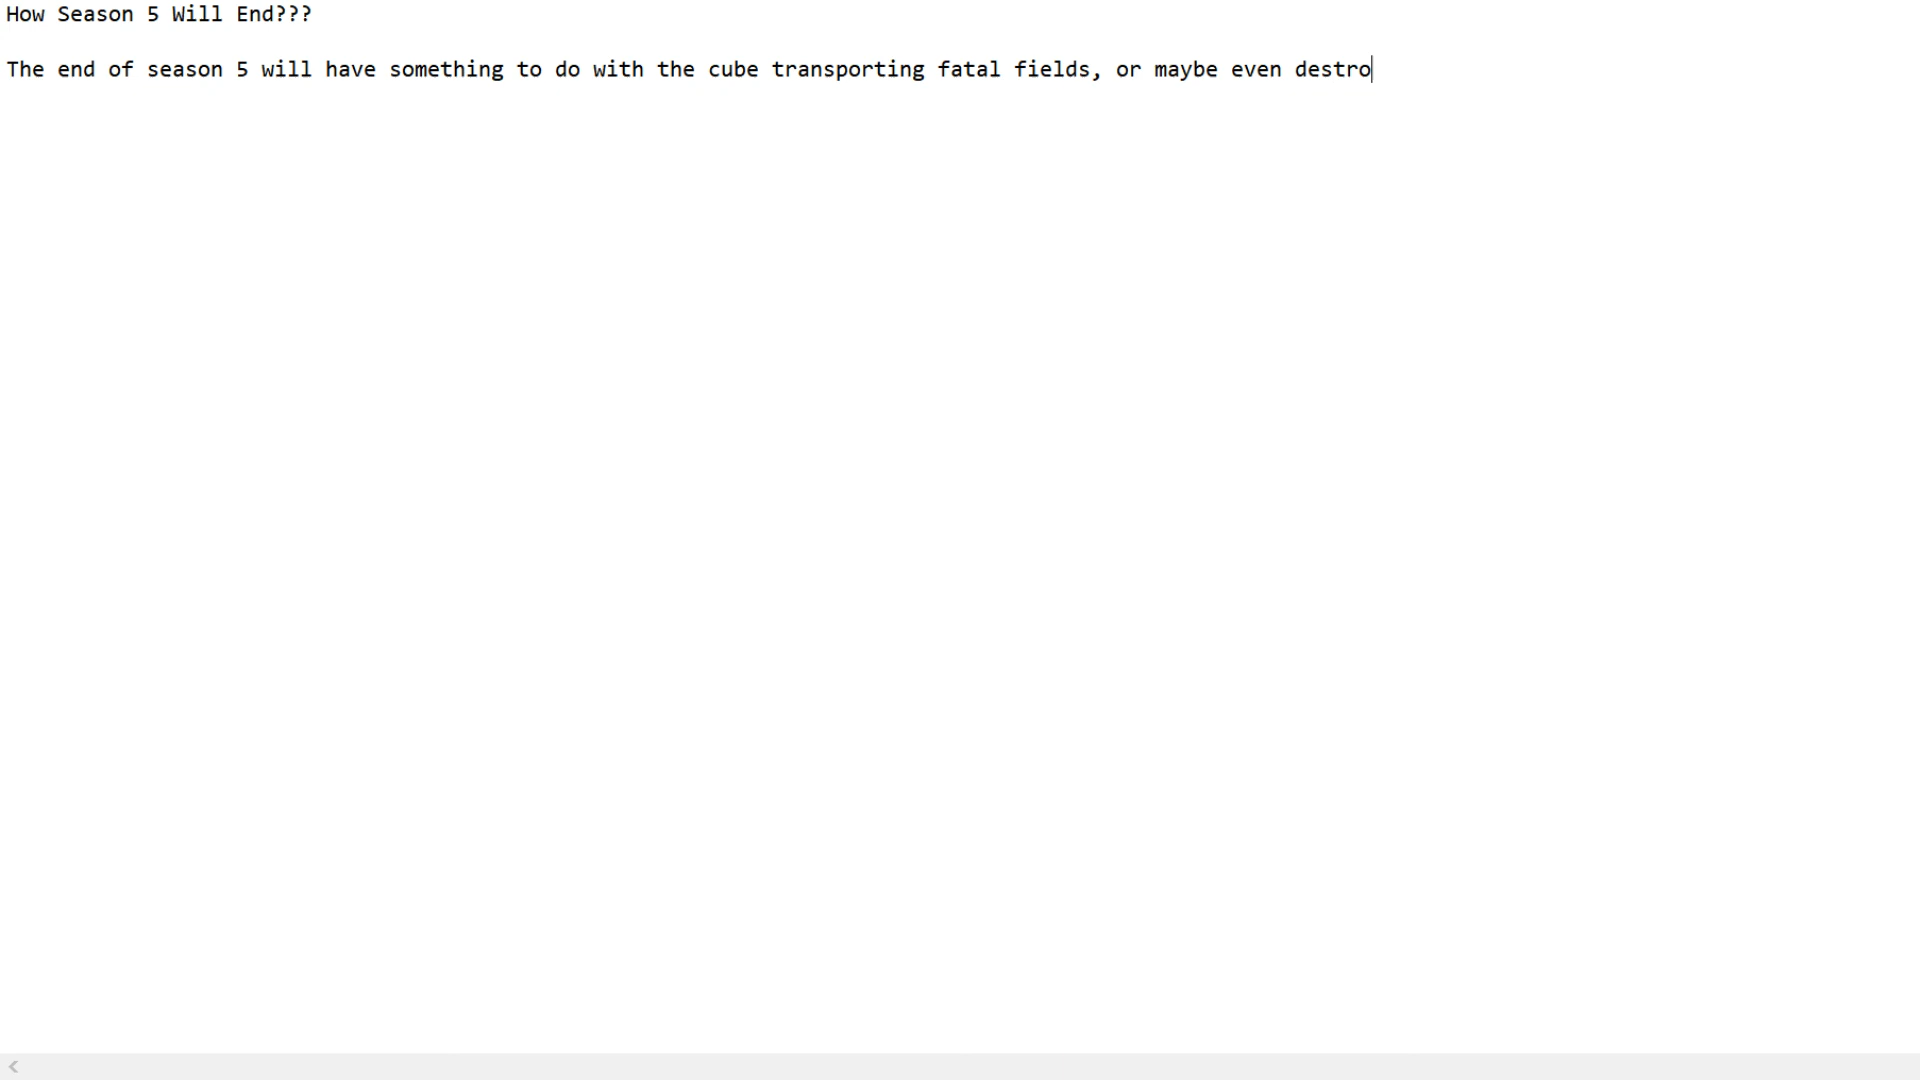 How Season 5 Will End???
The end of season 5 will have something to do with the cube transporting fatal fields, or maybe even destro